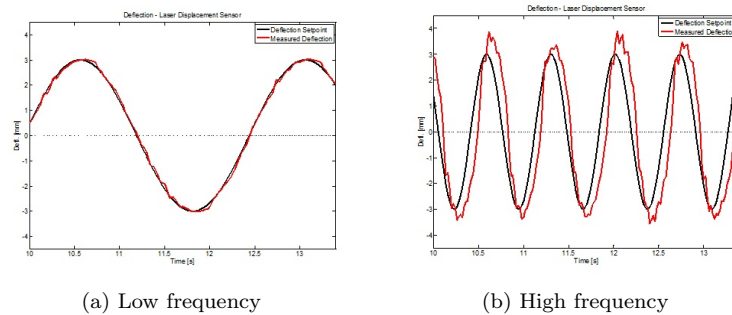 Deflection - Laser Displacement Sensor
Deflection Setpoint
Measured Deflection
Defl. [mm]
4
3
2
1
0
-1
-2
-3
-4
10 10.5 11 11.5 12 12.5 13
Time [s]
(a) Low frequency
Deflection - Laser Displacement Sensor
Deflection Setpoint
Measured Deflection
Defl. [mm]
4
3
2
1
0
-1
-2
-3
-4
10 10.5 11 11.5 12 12.5 13
Time [s]
(b) High frequency